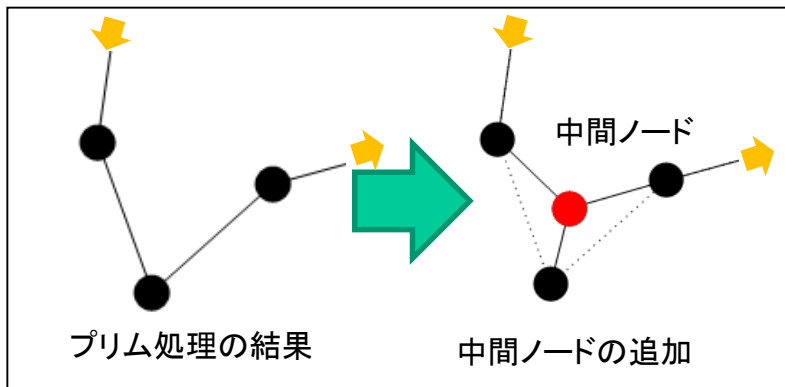 中間ノード
プリム処理の結果
中間ノードの追加